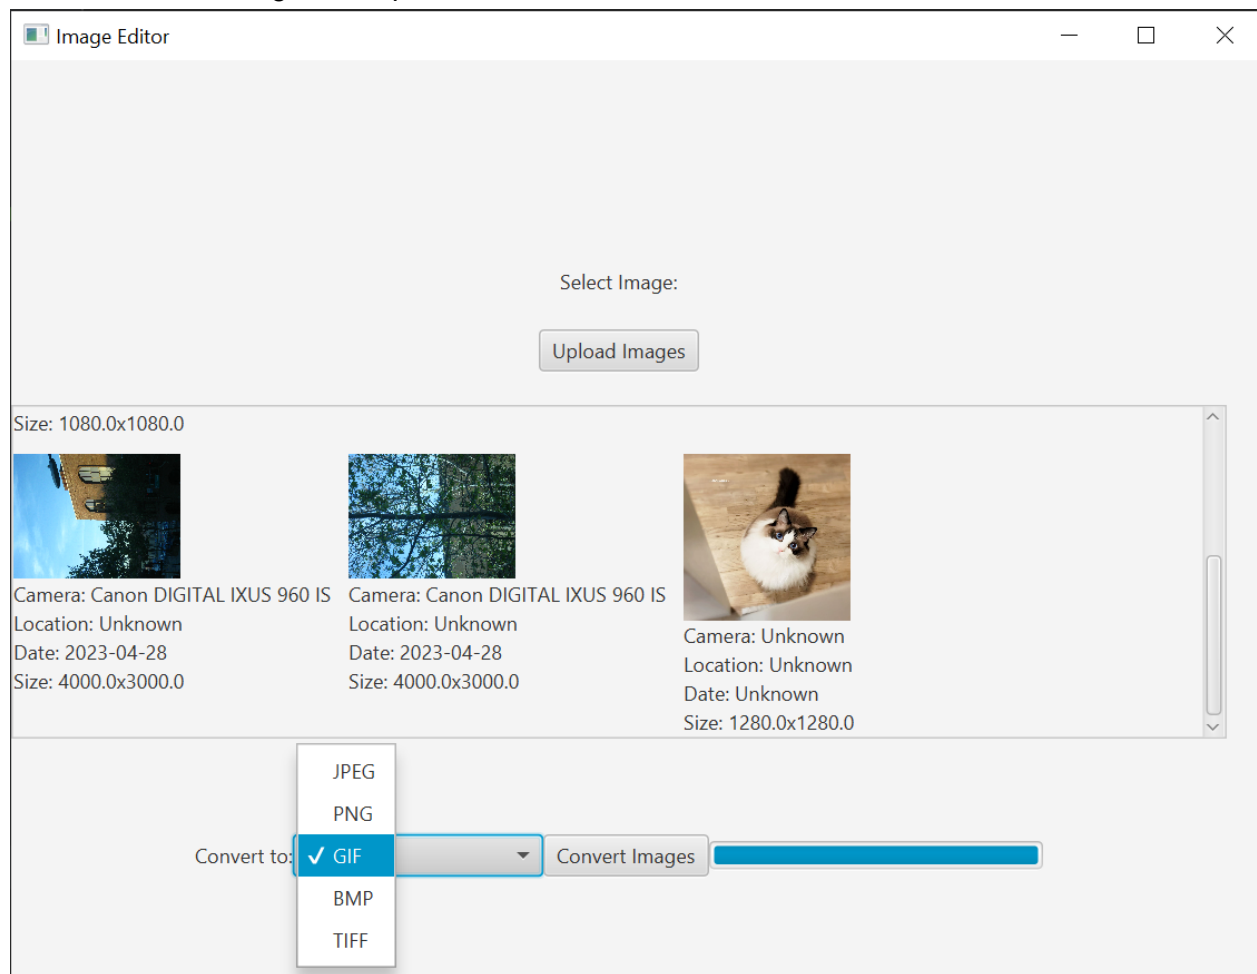 Image Editor
Select Image:
Upload Images
Size: 1080.0x1080.0
Camera: Canon DIGITAL IXUS 960 IS
Location: Unknown
Date: 2023-04-28
Size: 4000.0x3000.0
Camera: Canon DIGITAL IXUS 960 IS
Location: Unknown
Date: 2023-04-28
Size: 4000.0x3000.0
Camera: Unknown
Location: Unknown
Date: Unknown
Size: 1280.0x1280.0
Convert to:
JPEG
PNG
GIF
BMP
TIFF
Convert Images